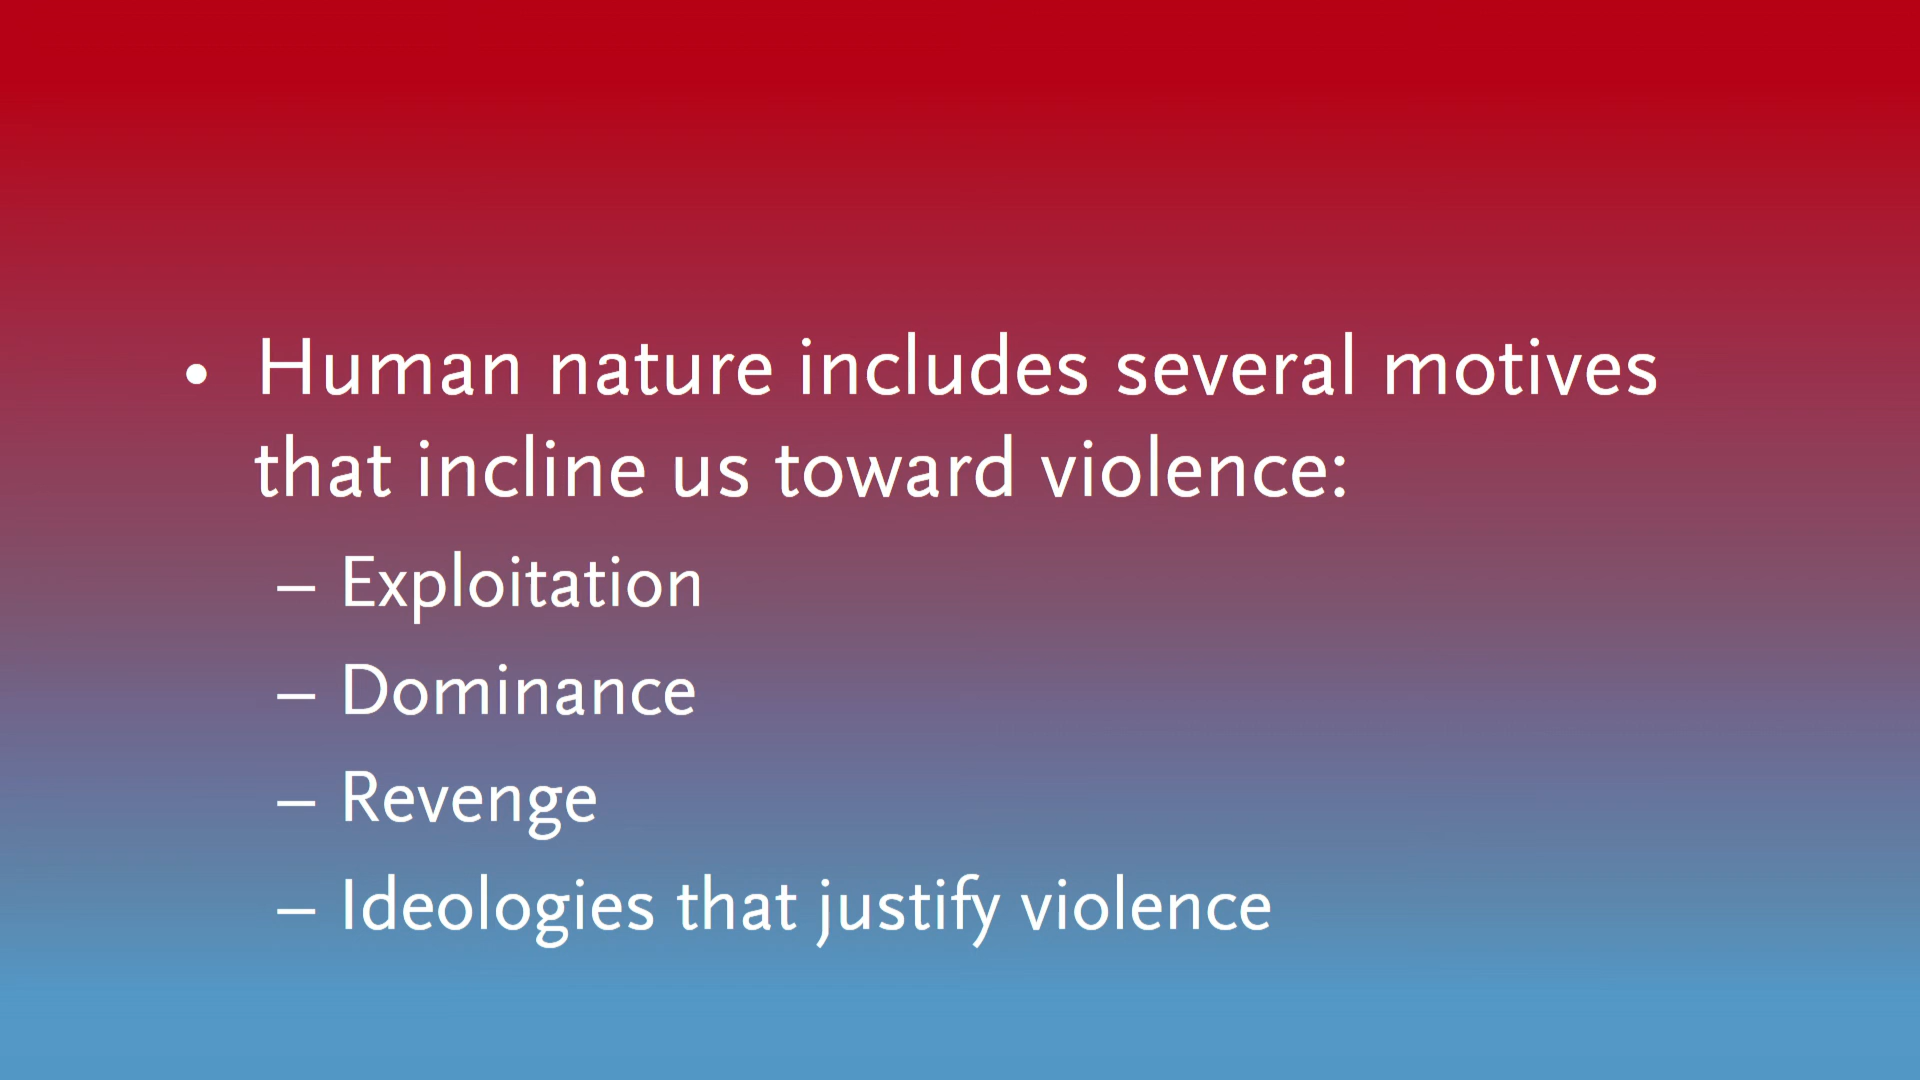 • Human nature includes several motives
that incline us toward violence:
– Exploitation
– Dominance
– Revenge
– Ideologies that justify violence